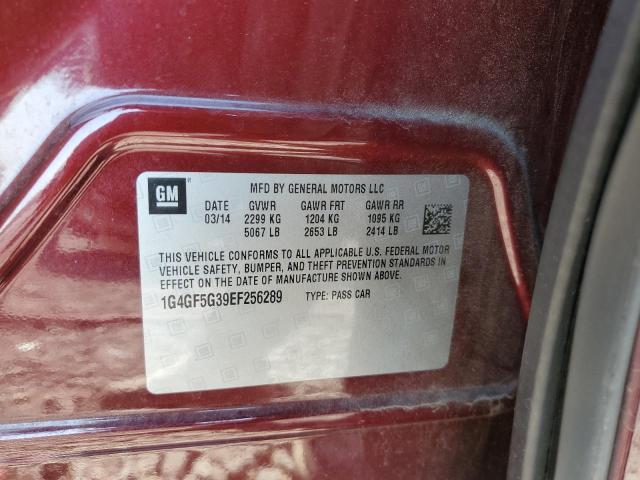 GM
MFD BY GENERAL MOTORS LLC
DATE GVWR GAWR FRT GAWR RR
03/14 2299 KG 1204 KG 1095 KG
5067 LB 2653 LB 2414 LB
THIS VEHICLE CONFORMS TO ALL APPLICABLE U.S. FEDERAL MOTOR
VEHICLE SAFETY, BUMPER, AND THEFT PREVENTION STANDARDS IN
EFFECT ON THE DATE OF MANUFACTURE SHOWN ABOVE.
1G4GF5G39EF256289 TYPE: PASS CAR